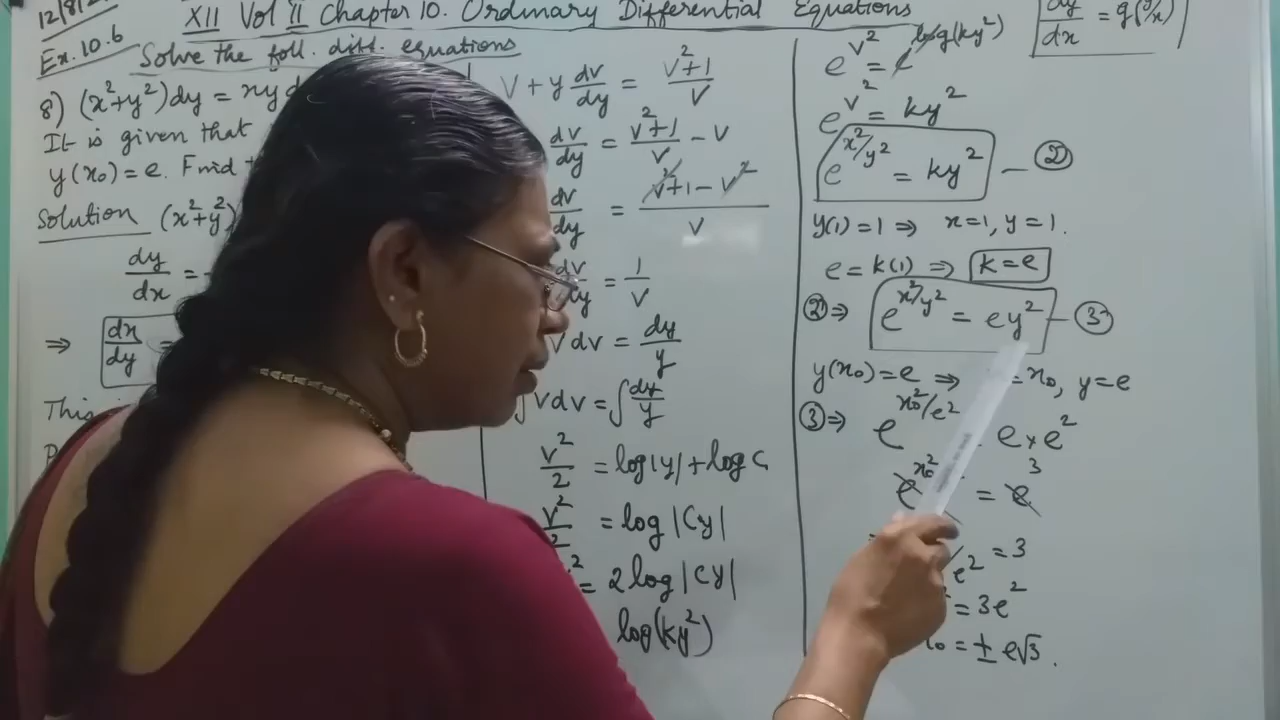 12/8/2
XII Vol II Chapter 10. Ordinary Differential Equations
Ex. 10.6
Solve the foll. diff. equations
8) (x²+y²)dy = xy d
It is given that
y(x₀) = e. Find
Solution (x²+y²)
dy/dx =
⇒ dx/dy =
This
V + y dv/dy = (v²+1)/v
dv/dy = (v²+1)/v - v
dv/dy = (v²+1-v²)/v
dv/dy = 1/v
v dv = dy/y
∫v dv = ∫dy/y
v²/2 = log|y| + log C
v²/2 = log |Cy|
² = 2 log |Cy|
log(ky²)
dy/dx = g(y/x)
e^v² = e^log(ky²)
e^v² = ky²
e^x²/y² = ky² — ②
y(1) = 1 ⇒ x=1, y=1.
e = k(1) ⇒ k=e
②⇒ e^x²/y² = ey² — ③
y(x₀) = e ⇒ = x₀, y=e
③⇒ e^x₀²/e² = e×e²
e^x₀² = e³
/e² = 3
² = 3e²
x₀ = ± e√3.